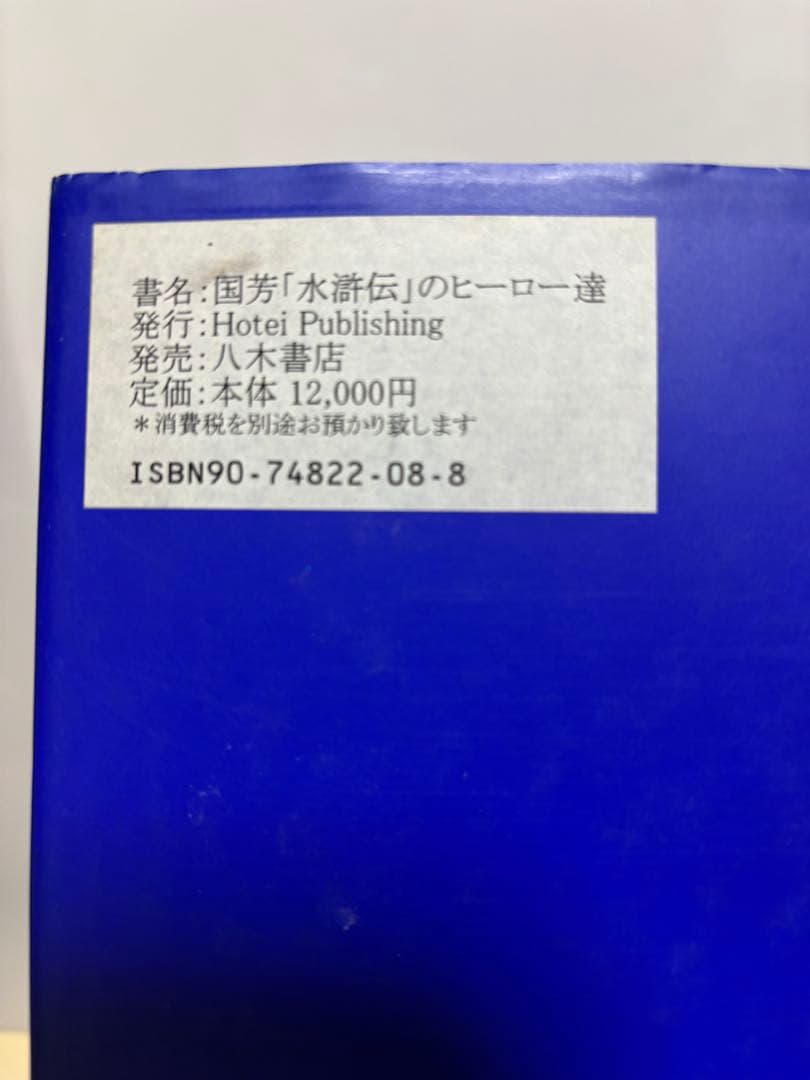 書名:国芳「水滸伝」のヒーロー達
発行:Hotei Publishing
発売:八木書店
定価:本体 12,000円
*消費税を別途お預かり致します
ISBN90-74822-08-8